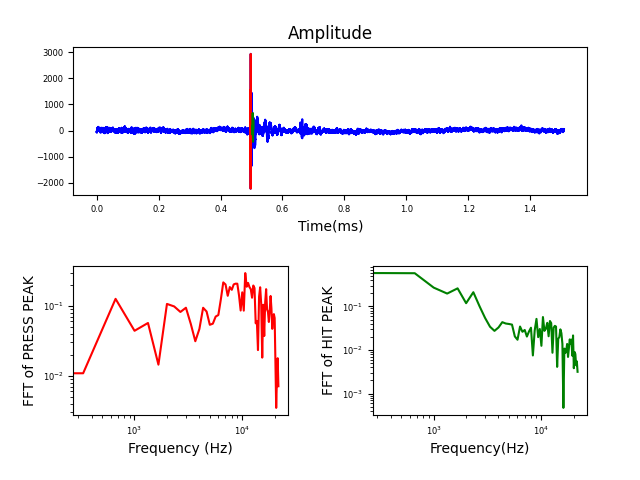 Amplitude
3000
2000
1000
0
−1000
−2000
0.0 0.2 0.4 0.6 0.8 1.0 1.2 1.4
Time(ms)
FFT of PRESS PEAK
10⁻¹
10⁻²
10³ 10⁴
Frequency (Hz)
FFT of HIT PEAK
10⁻¹
10⁻²
10⁻³
10³ 10⁴
Frequency(Hz)